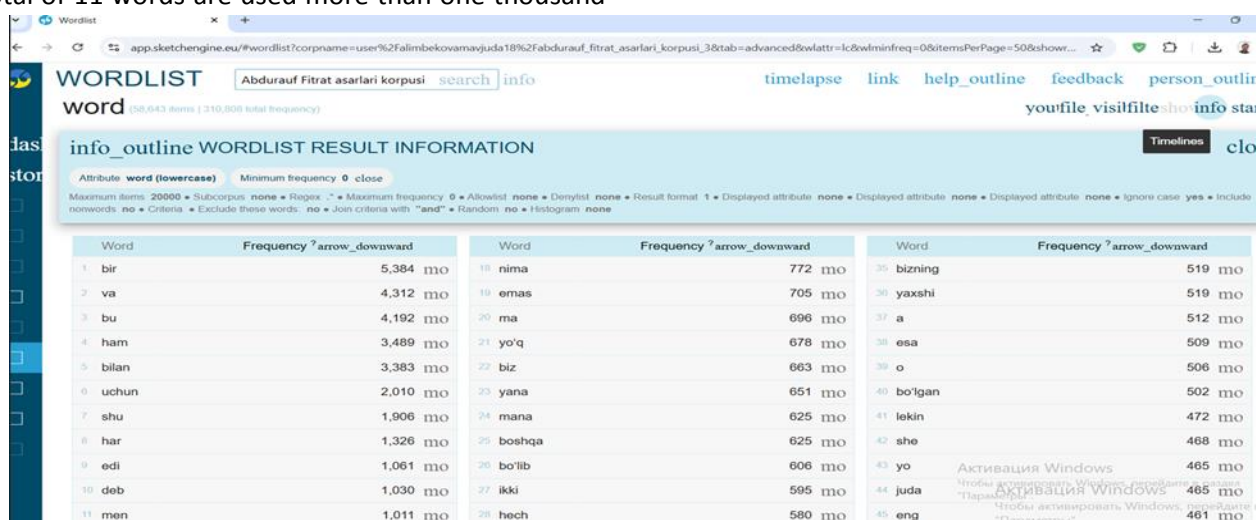 total of 11 words are used more than one thousand
Wordlist × +
app.sketchengine.eu/#wordlist?corpname=user%2Falimbekovamavjuda18%2Fabdurauf_fitrat_asarlari_korpusi_3&tab=advanced&wlattr=lc&wlminfreq=0&itemsPerPage=50&showr...
WORDLIST Abdurauf Fitrat asarlari korpusi search info timelapse link help_outline feedback person_outlin
word (58,643 items | 310,808 total frequency) info star
info_outline WORDLIST RESULT INFORMATION Timelines clo
Attribute word (lowercase) Minimum frequency 0 close
Maximum items 20000 • Subcorpus none • Regex .* • Maximum frequency 0 • Allowlist none • Denylist none • Result format 1 • Displayed attribute none • Displayed attribute none • Displayed attribute none • Ignore case yes • Include
nonwords no • Criteria • Exclude these words: no • Join criteria with "and" • Random no • Histogram none
Word Frequency ? arrow_downward Word Frequency ? arrow_downward Word Frequency ? arrow_downward
1 bir 5,384 mo 18 nima 772 mo 35 bizning 519 mo
2 va 4,312 mo 19 emas 705 mo 36 yaxshi 519 mo
3 bu 4,192 mo 20 ma 696 mo 37 a 512 mo
4 ham 3,489 mo 21 yo'q 678 mo 38 esa 509 mo
5 bilan 3,383 mo 22 biz 663 mo 39 o 506 mo
6 uchun 2,010 mo 23 yana 651 mo 40 bo'lgan 502 mo
7 shu 1,906 mo 24 mana 625 mo 41 lekin 472 mo
8 har 1,326 mo 25 boshqa 625 mo 42 she 468 mo
9 edi 1,061 mo 26 bo'lib 606 mo 43 yo 465 mo
Активация Windows
10 deb 1,030 mo 27 ikki 595 mo 44 juda 465 mo
Активация Windows
11 men 1,011 mo 28 hech 580 mo 45 eng 461 mo